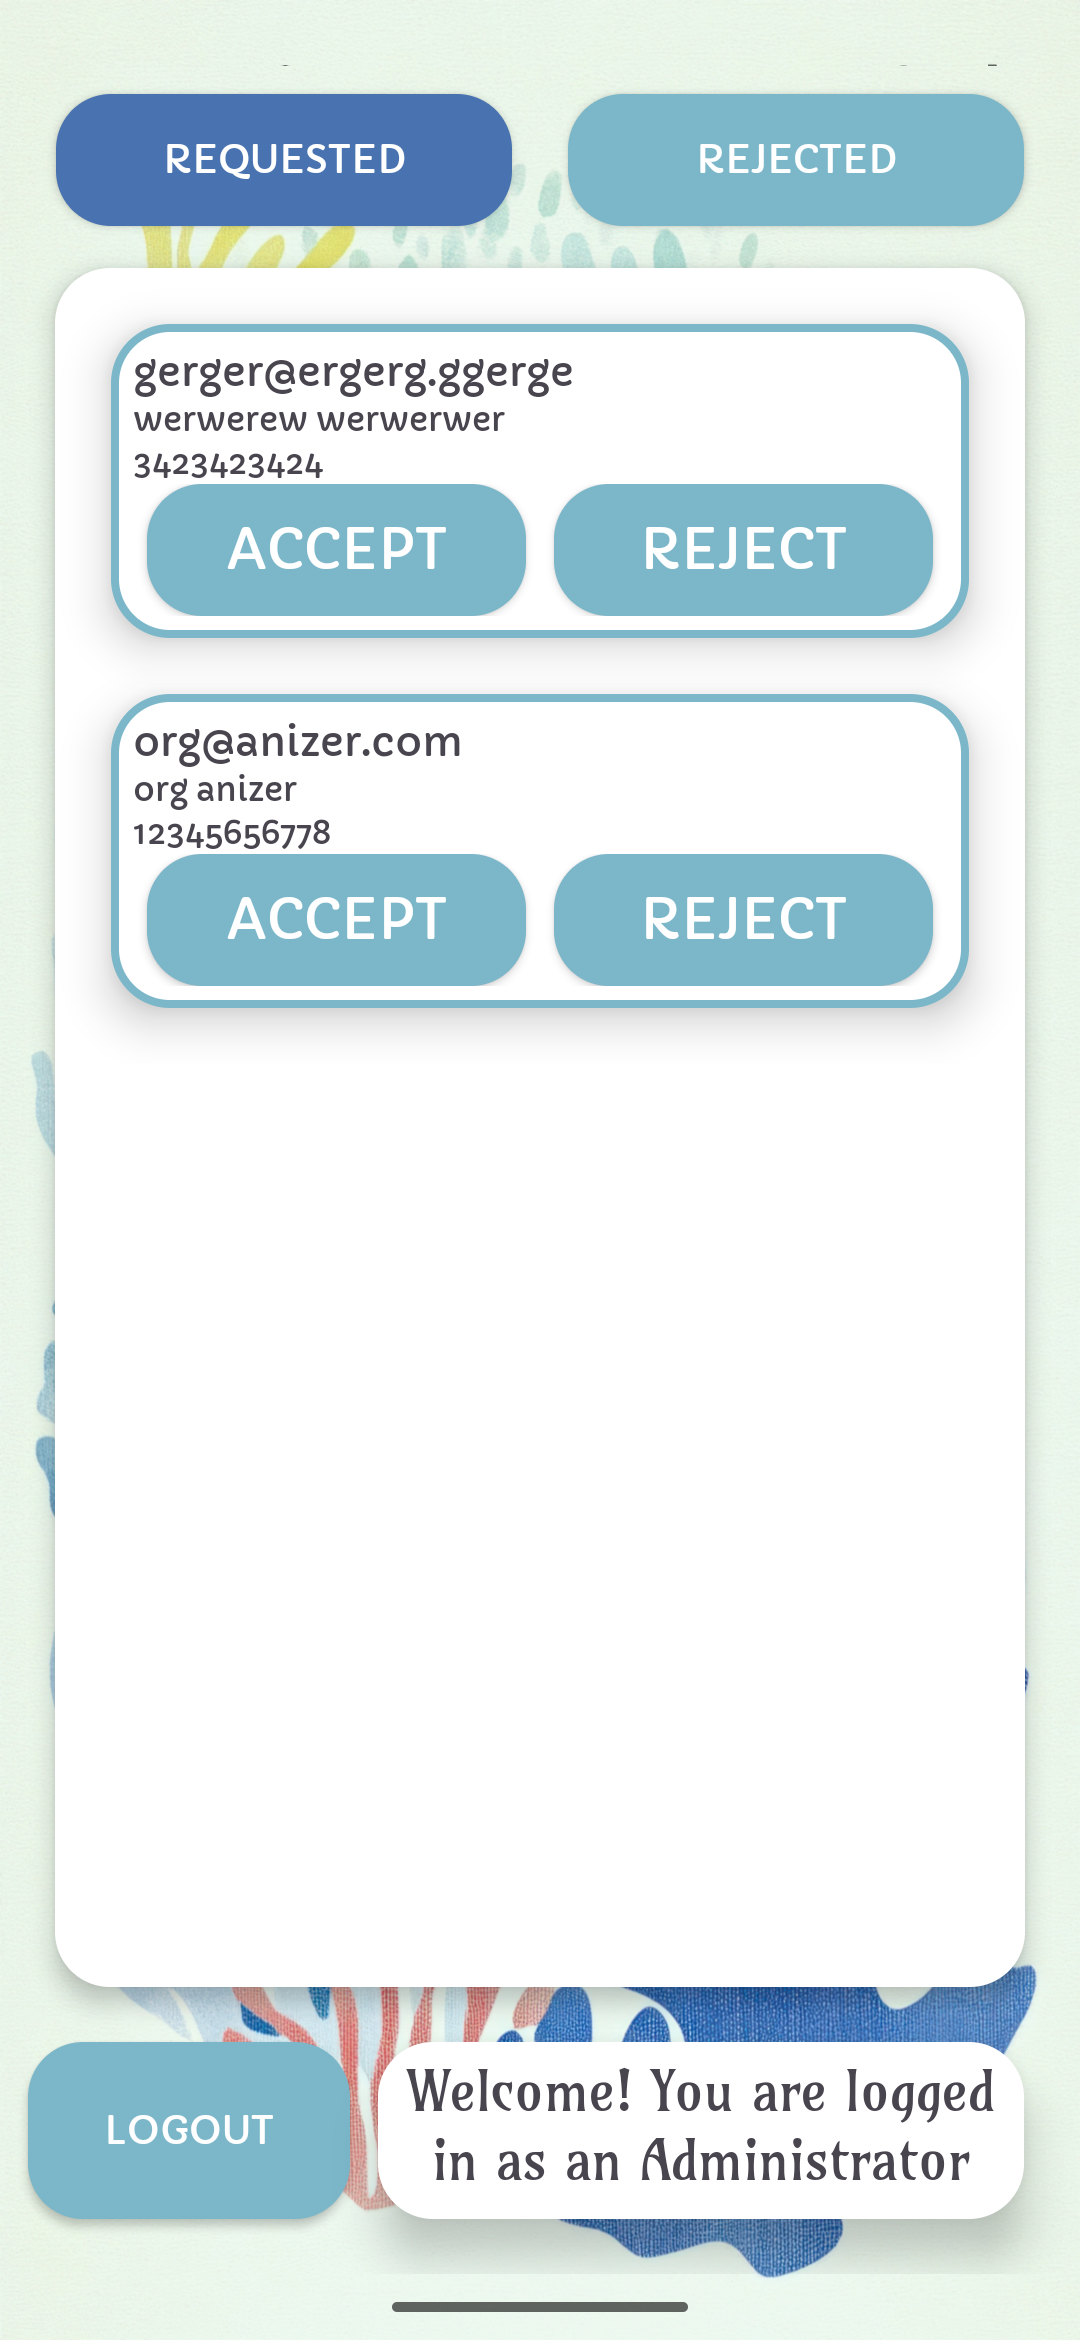 REQUESTED
REJECTED
gerger@ergerg.ggerge
werwerew werwerwer
3423423424
ACCEPT
REJECT
org@anizer.com
org anizer
12345656778
ACCEPT
REJECT
LOGOUT
Welcome! You are logged
in as an Administrator